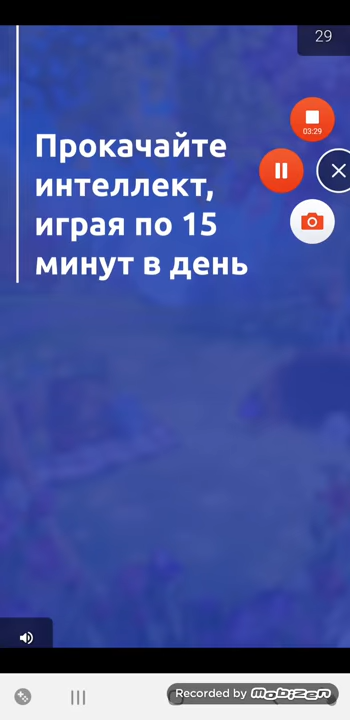 29
03:29
Прокачайте
интеллект,
играя по 15
минут в день
Recorded by MOBIZEN